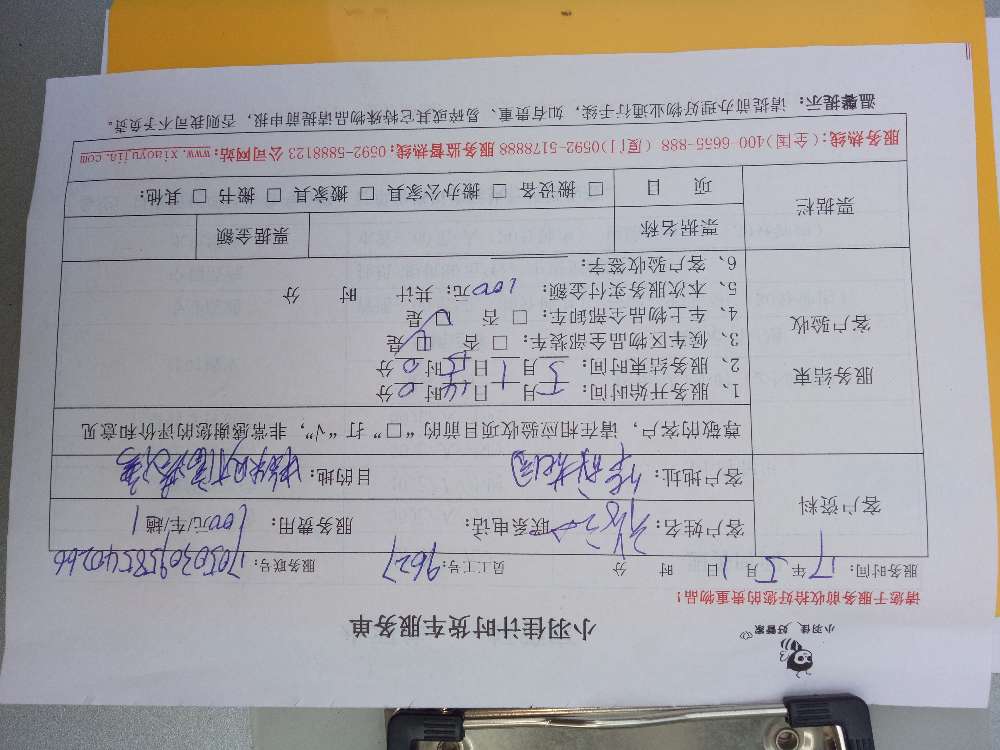 小羽佳 好管家
小羽佳计时货车服务单
请您于服务前收拾好您的贵重物品！
服务时间： 17 年 5 月 1 日 时 分 员工工号： 9627 服务联号：
客户资料
客户姓名： 联系电话： 服务费用： 100 元/车/趟
客户地址： 目的地：
尊敬的客户，请在相应验收项目前的“□”打“√”，非常感谢您的评价和意见
服务结束
客户验收
1、服务开始时间： 5 月 1 日 14 时 0 分
2、服务结束时间： 5 月 1 日 15 时 0 分
3、候车区物品全部装车：□ 否 □ 是
4、车上物品全部卸车：□ 否 □ 是
5、本次服务实付金额： 100 元；共计 时 分
6、客户验收签字：
票据栏
票据名称 票据金额
项 目 □ 搬设备 □ 搬办公家具 □ 搬家具 □ 搬书 □ 其他：
服务热线：(全国)400-6655-888 (厦门)0592-5178888 服务监督热线：0592-5888123 公司网站：www.xiaoyujia.com
温馨提示： 请提前办理好物业通行手续，如有贵重、易碎或其它特殊物品请提前申报，否则我司不予负责。